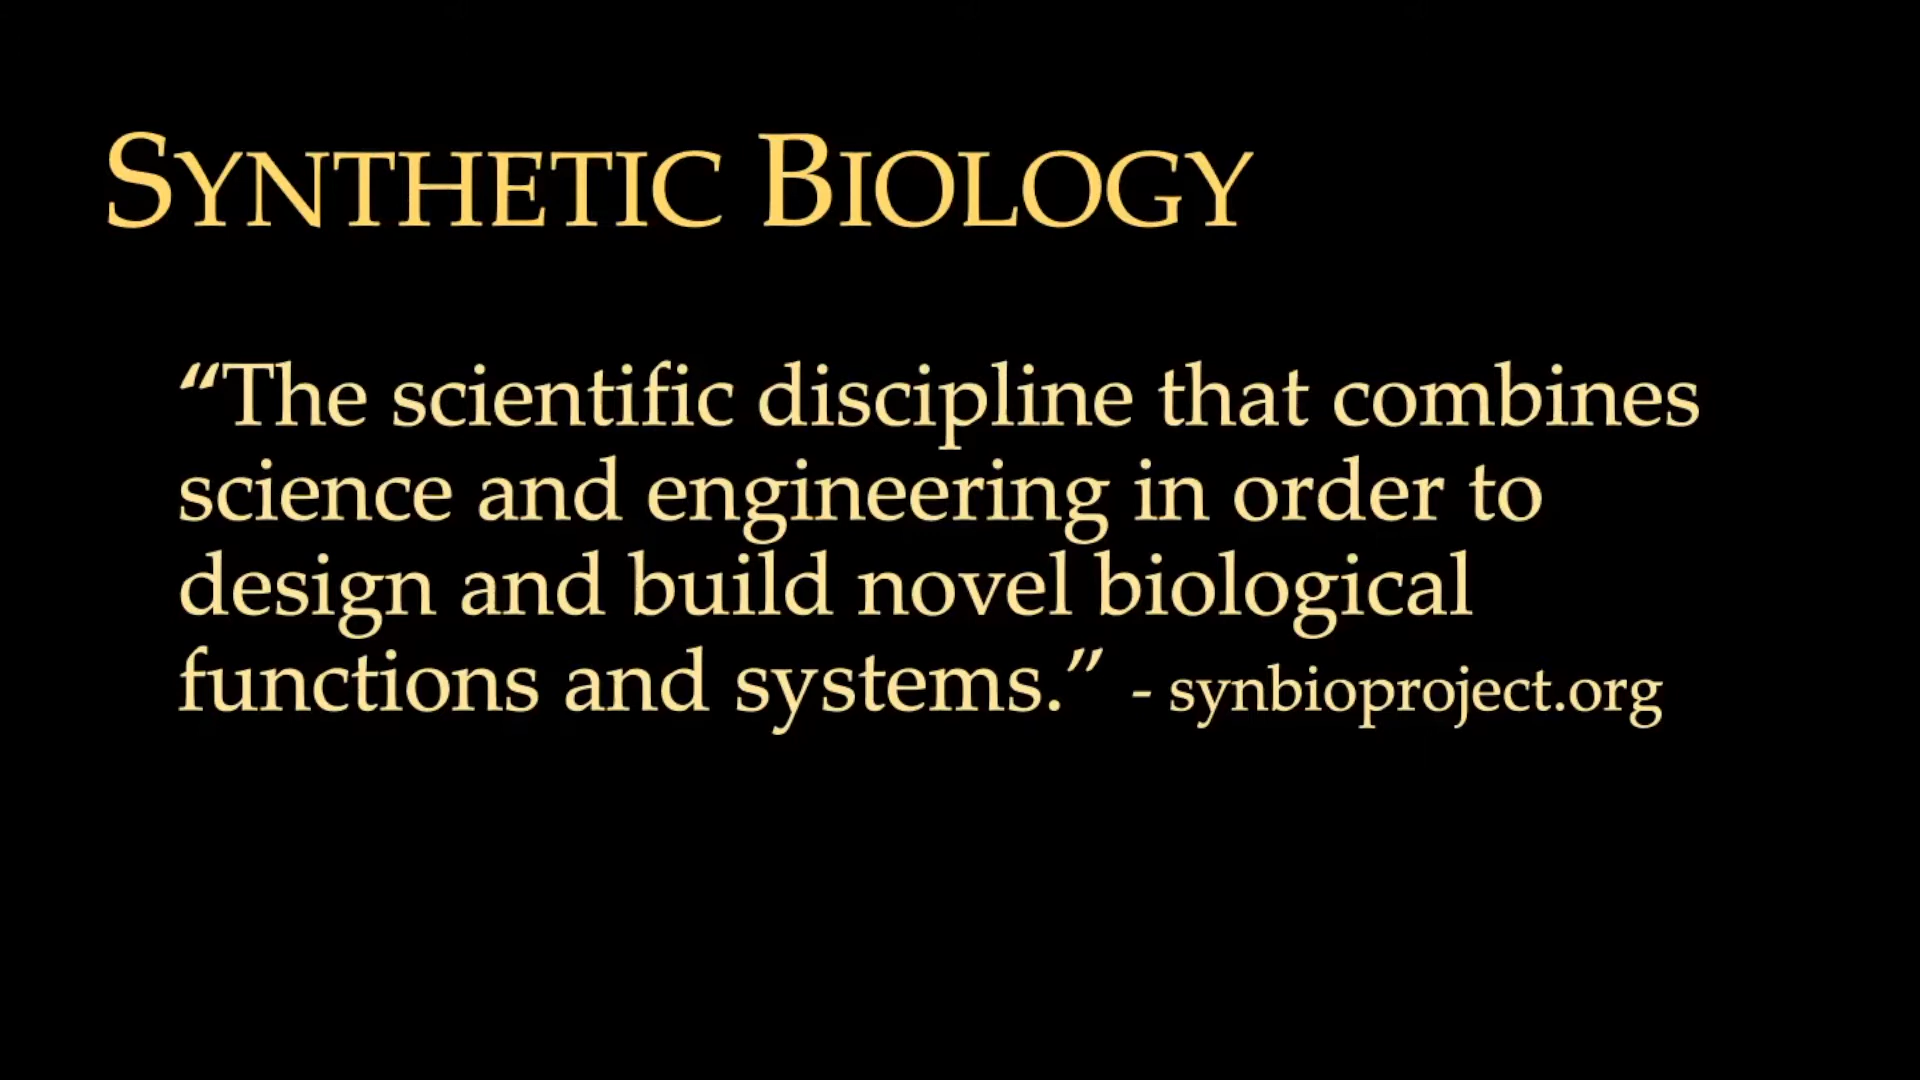 SYNTHETIC BIOLOGY
“The scientific discipline that combines
science and engineering in order to
design and build novel biological
functions and systems.” - synbioproject.org